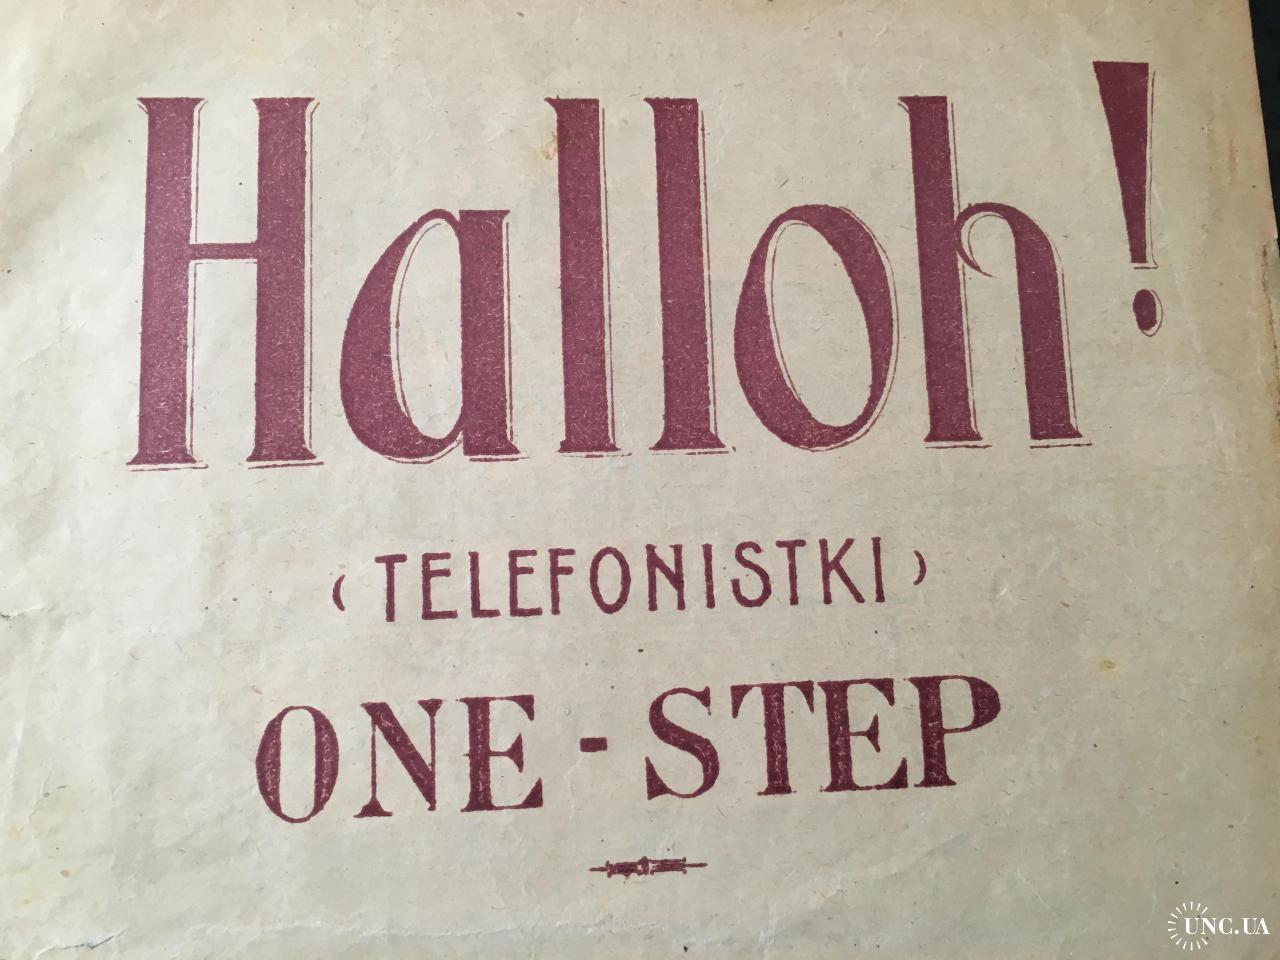 Halloh!
(TELEFONISTKI)
ONE-STEP
UNC.UA